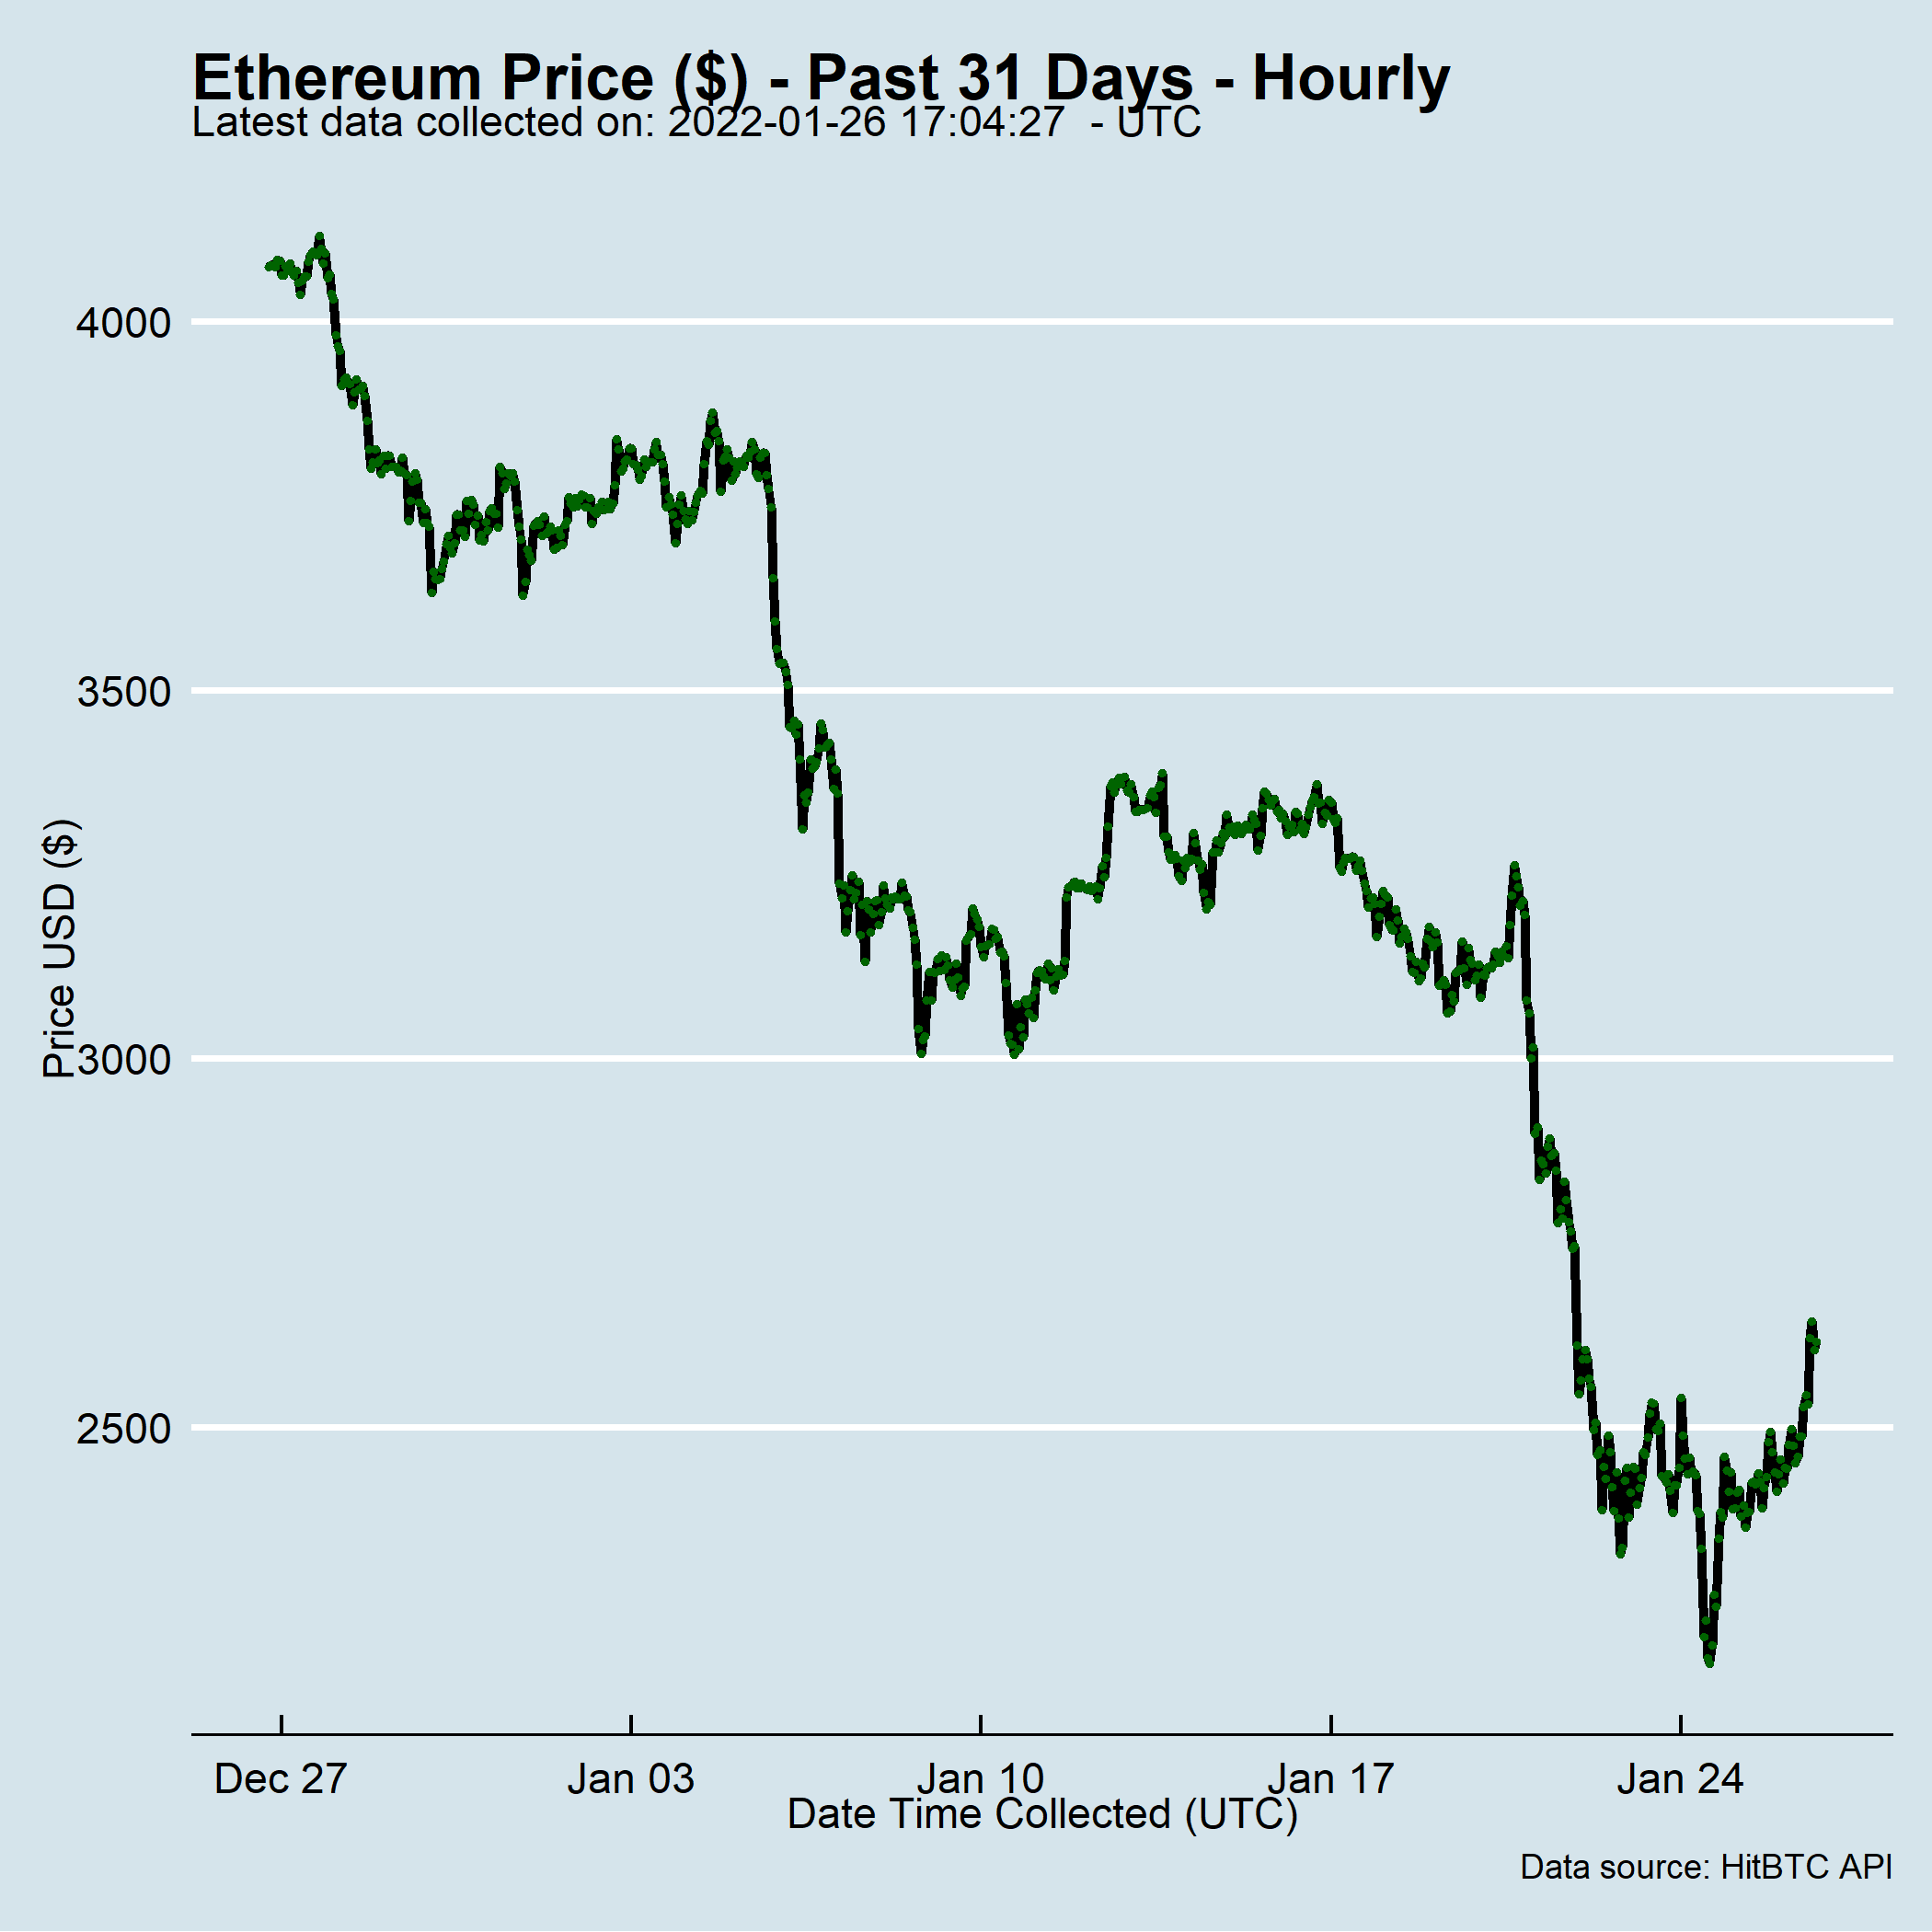 Ethereum Price ($) - Past 31 Days - Hourly
Latest data collected on: 2022-01-26 17:04:27  - UTC
4000
3500
3000
2500
Price USD ($)
Dec 27
Jan 03
Jan 10
Jan 17
Jan 24
Date Time Collected (UTC)
Data source: HitBTC API